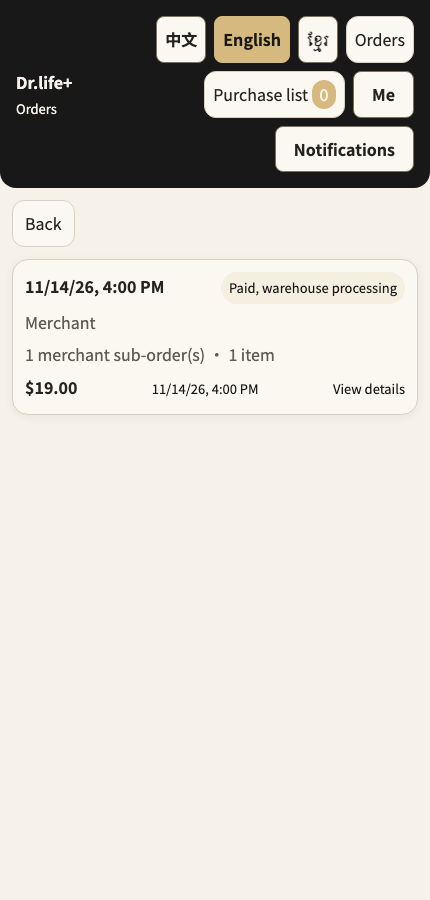 中文 English ខ្មែរ Orders
Dr.life+
Orders
Purchase list 0 Me
Notifications
Back
11/14/26, 4:00 PM Paid, warehouse processing
Merchant
1 merchant sub-order(s) · 1 item
$19.00 11/14/26, 4:00 PM View details